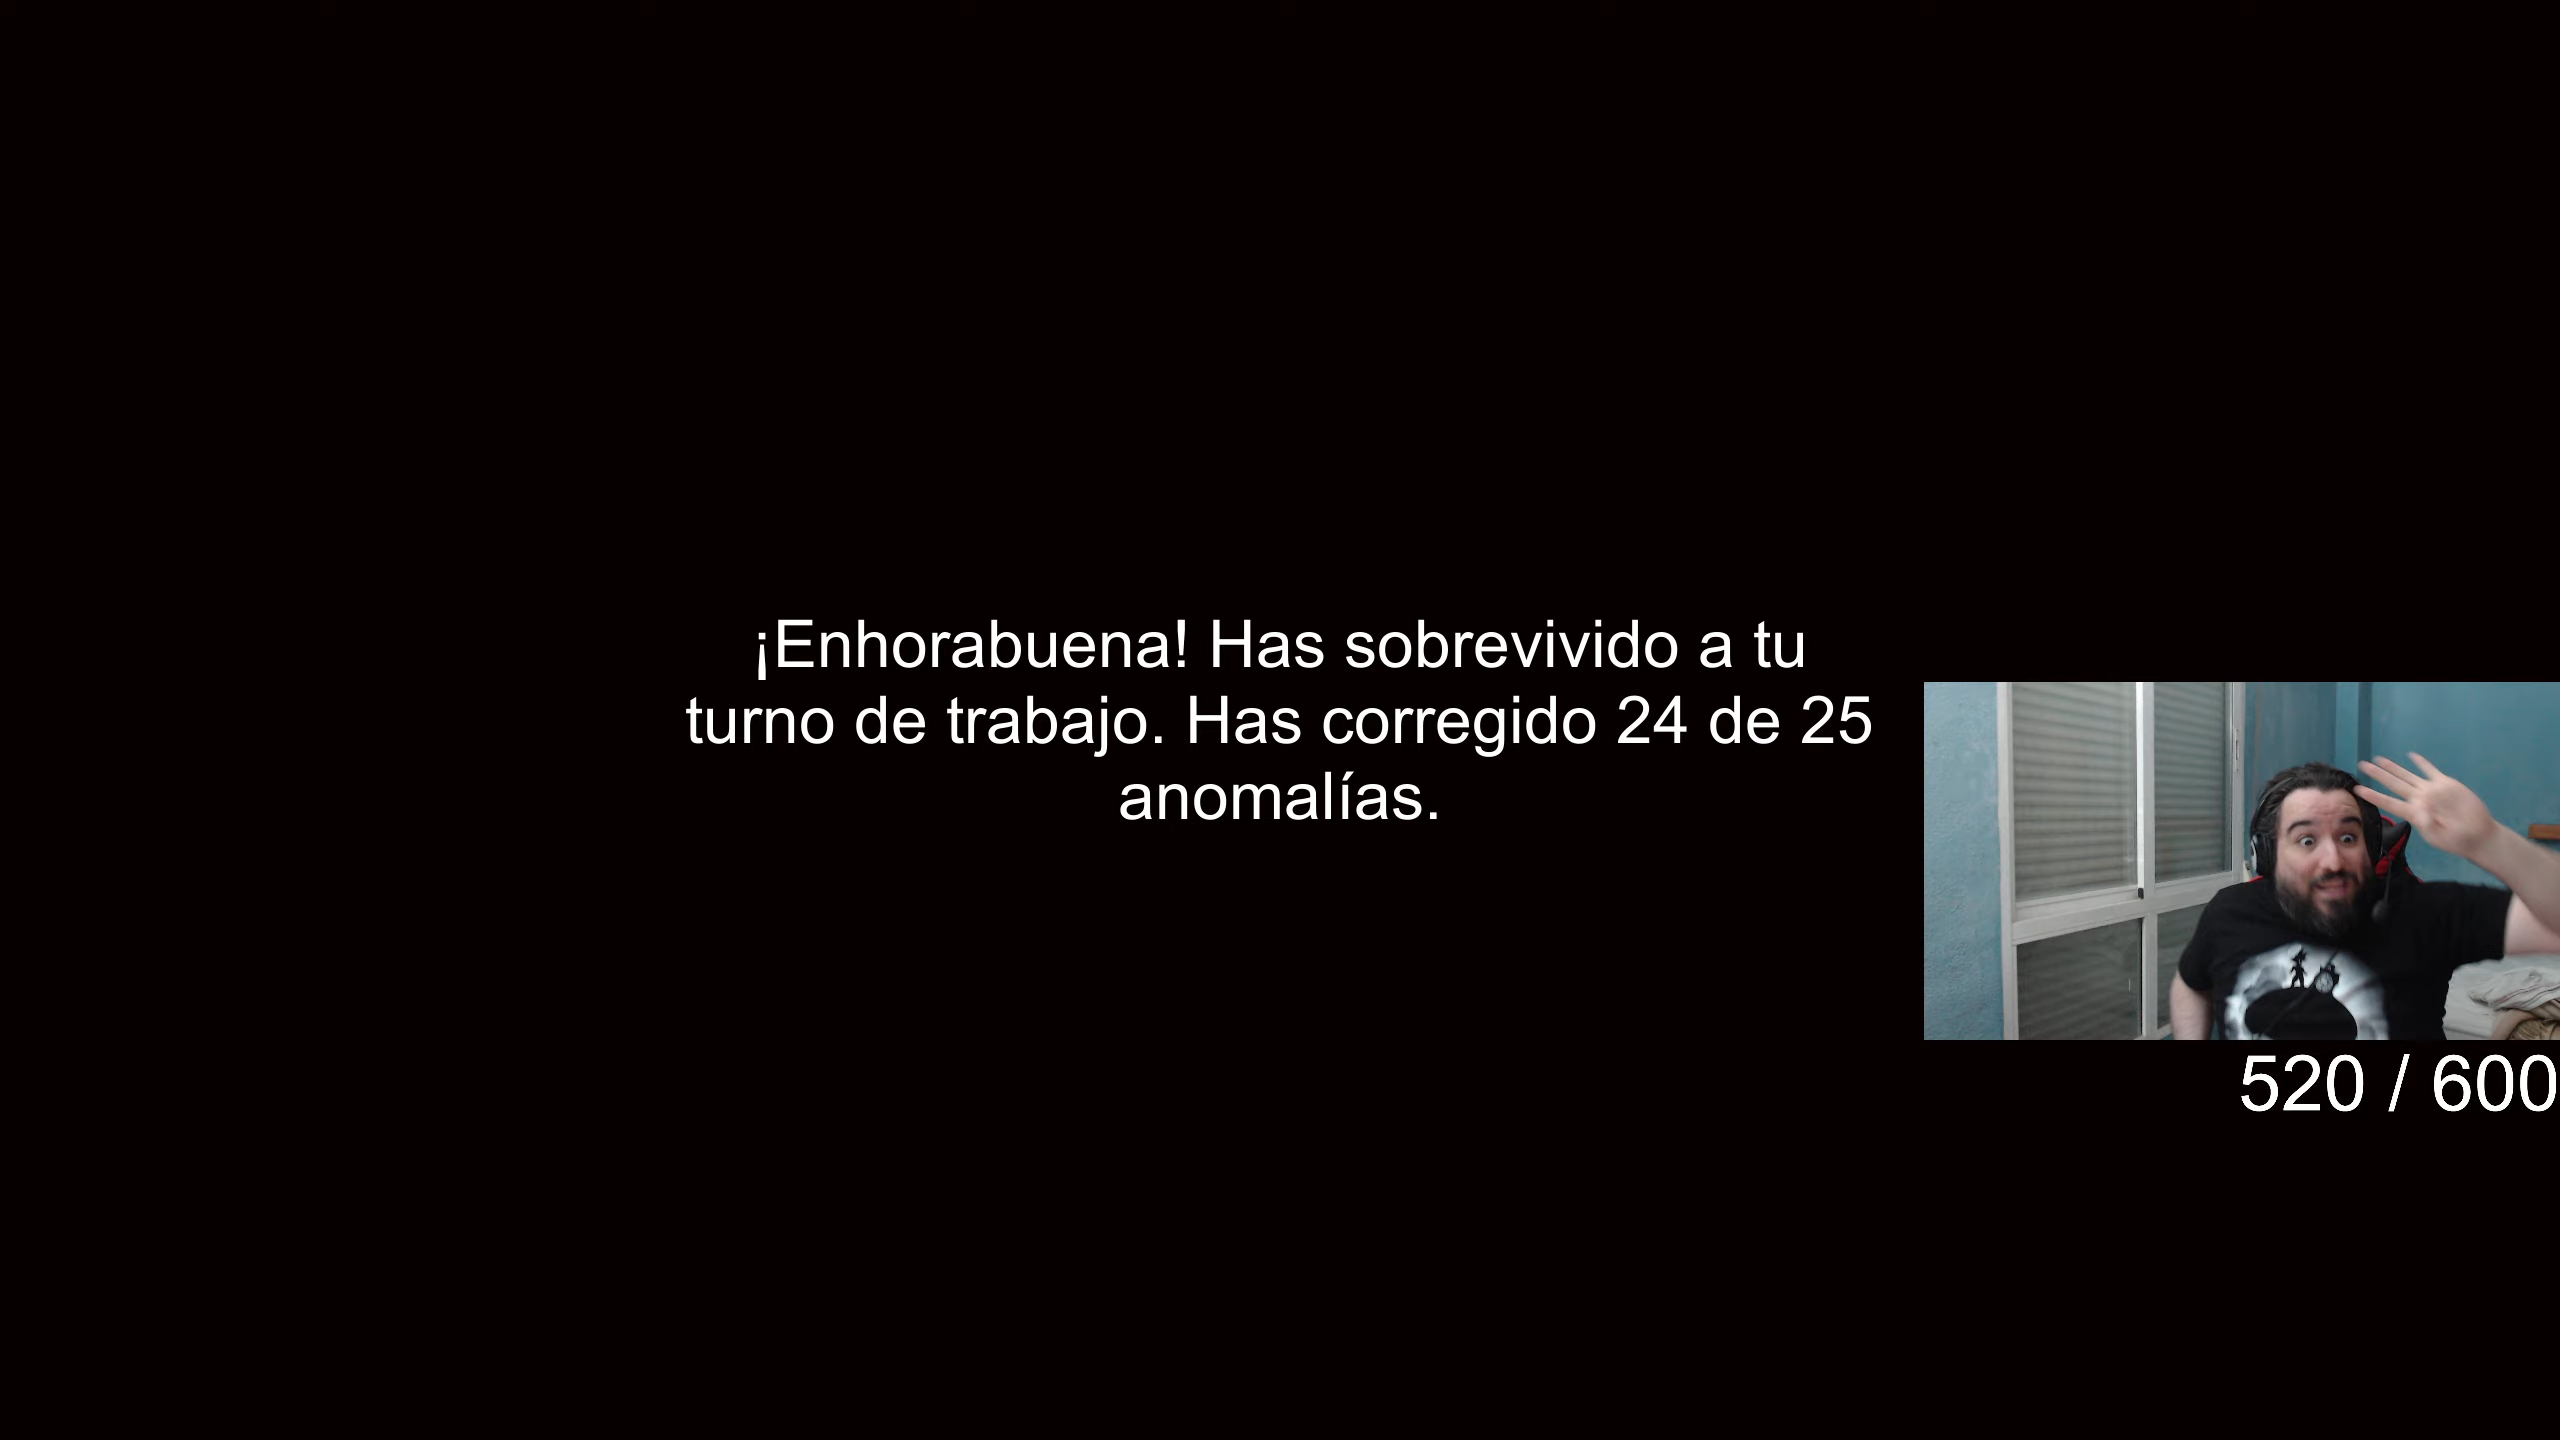 ¡Enhorabuena! Has sobrevivido a tu
turno de trabajo. Has corregido 24 de 25
anomalías.
520 / 600